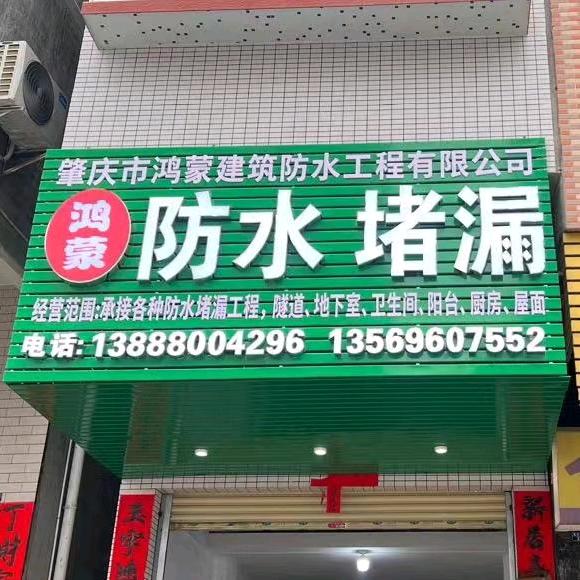 肇庆市鸿蒙建筑防水工程有限公司
鸿蒙
防水 堵漏
经营范围:承接各种防水堵漏工程，隧道、地下室、卫生间、阳台、厨房、屋面
电话: 13888004296 13569607552